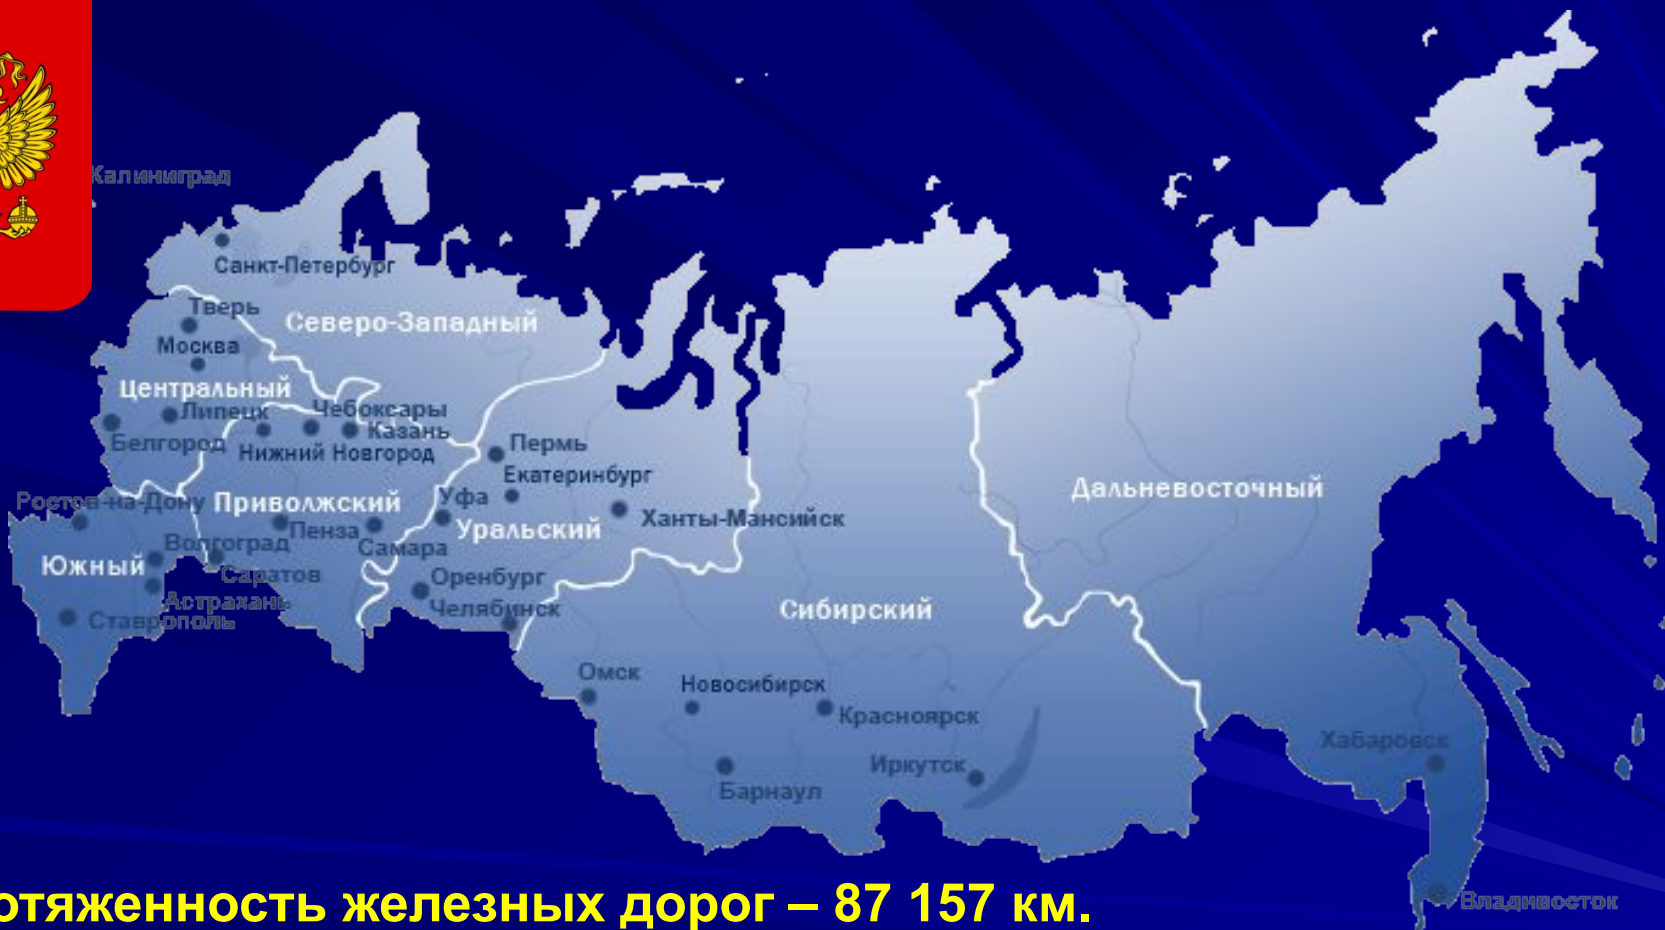 Калининград
Санкт-Петербург
Тверь
Северо-Западный
Москва
Центральный
Липецк
Чебоксары
Казань
Белгород
Нижний Новгород
Пермь
Екатеринбург
Уфа
Ростов-на-Дону
Приволжский
Пенза
Уральский
Ханты-Мансийск
Дальневосточный
Волгоград
Самара
Южный
Саратов
Оренбург
Астрахань
Челябинск
Ставрополь
Сибирский
Омск
Новосибирск
Красноярск
Хабаровск
Иркутск
Барнаул
Владивосток
отяженность железных дорог – 87 157 км.